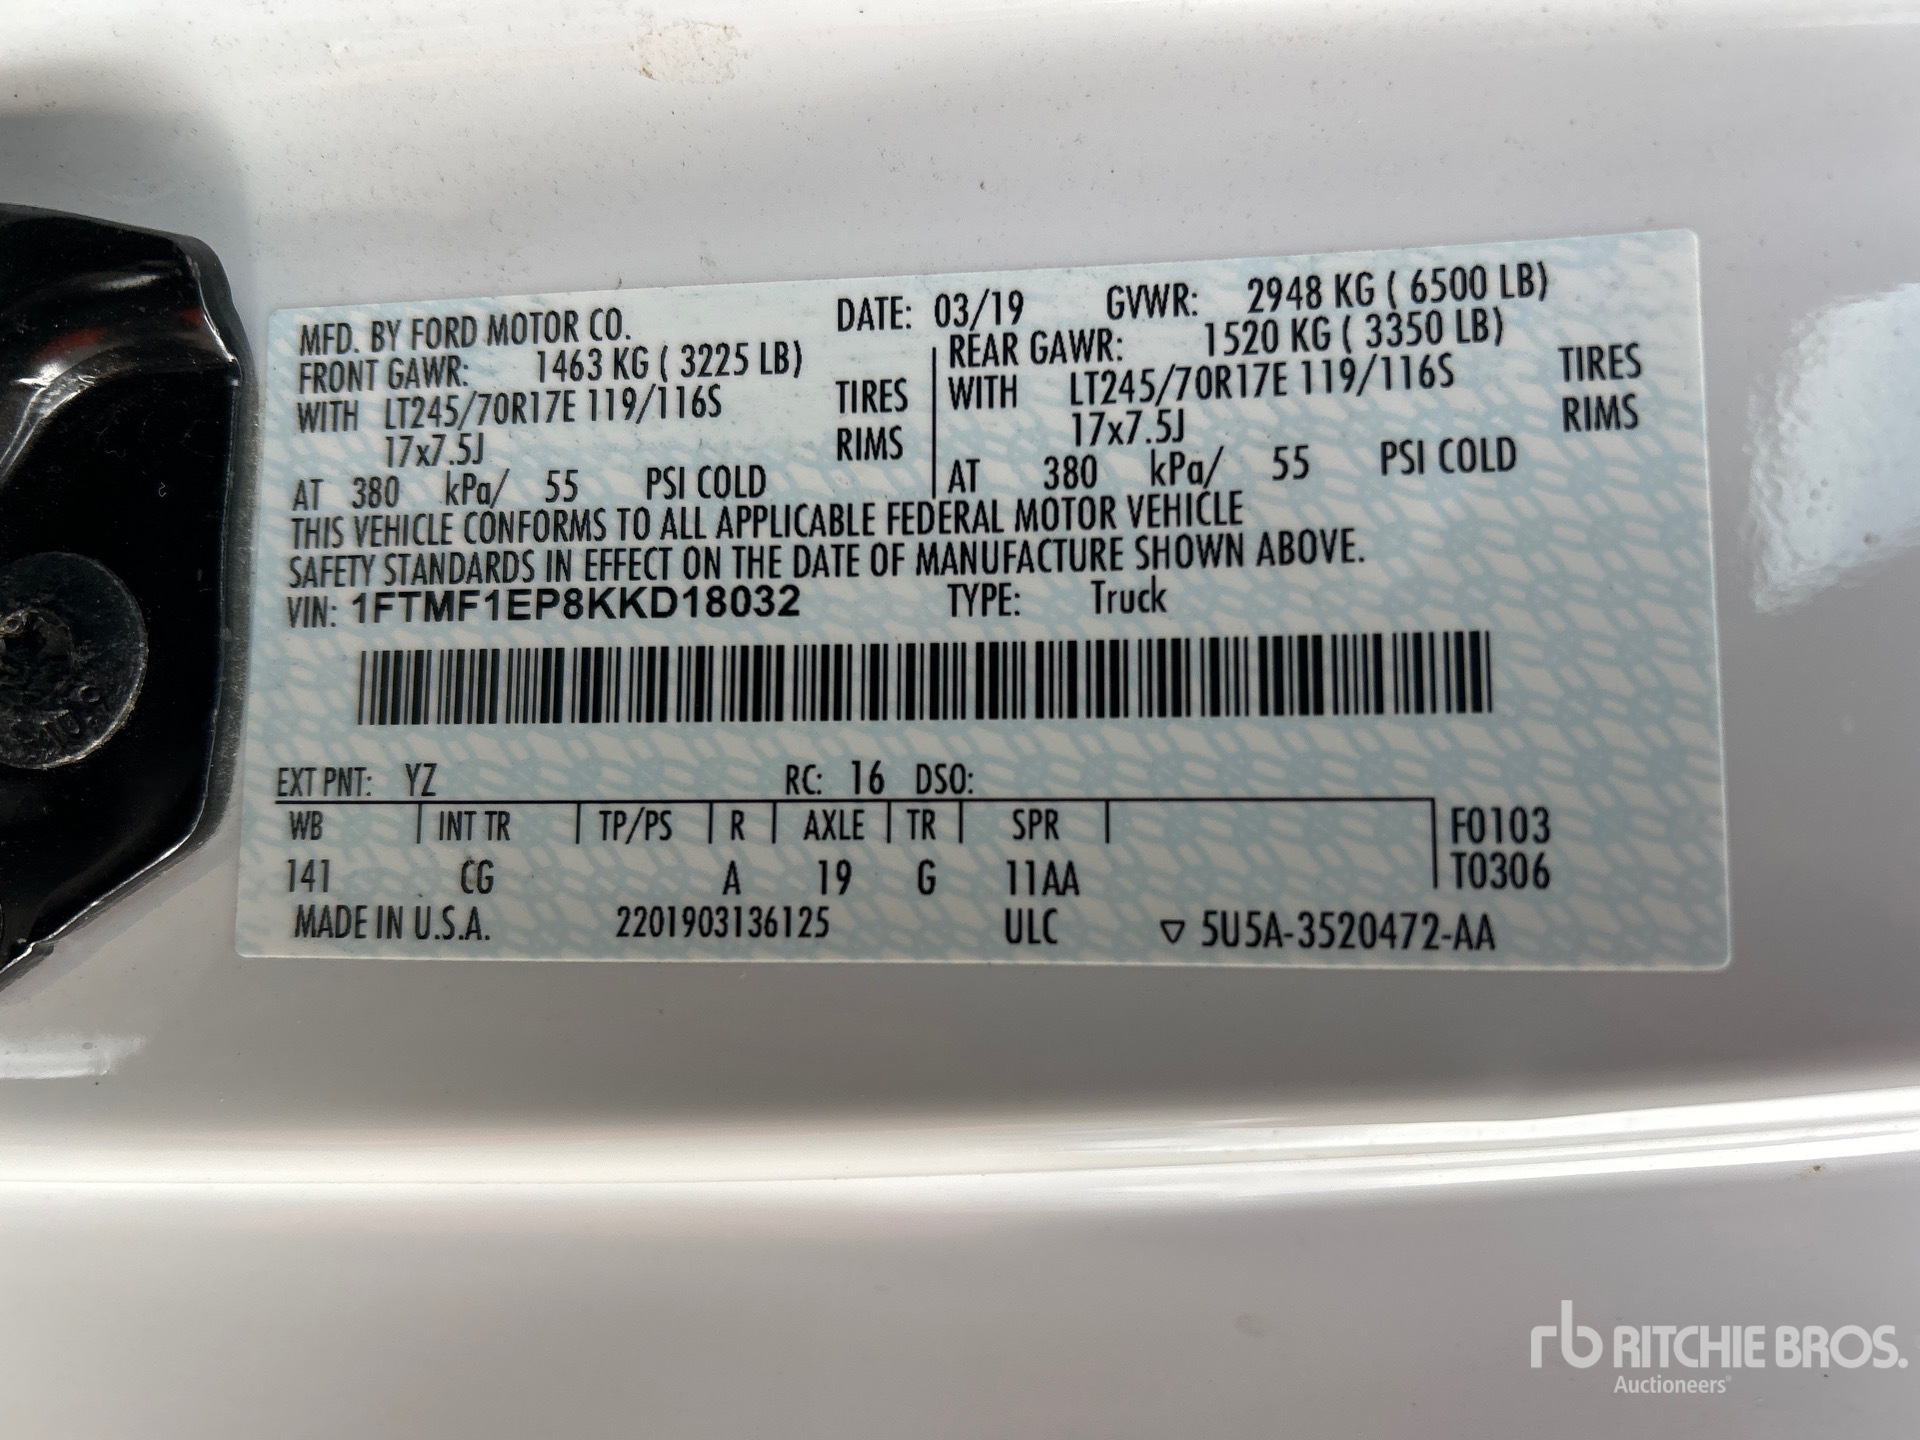 MFD. BY FORD MOTOR CO. DATE: 03/19 GVWR: 2948 KG ( 6500 LB)
FRONT GAWR: 1463 KG ( 3225 LB) REAR GAWR: 1520 KG ( 3350 LB)
WITH LT245/70R17E 119/116S TIRES WITH LT245/70R17E 119/116S TIRES
17x7.5J RIMS 17x7.5J RIMS
AT 380 kPa/ 55 PSI COLD AT 380 kPa/ 55 PSI COLD
THIS VEHICLE CONFORMS TO ALL APPLICABLE FEDERAL MOTOR VEHICLE
SAFETY STANDARDS IN EFFECT ON THE DATE OF MANUFACTURE SHOWN ABOVE.
VIN: 1FTMF1EP8KKD18032 TYPE: Truck
EXT PNT: YZ RC: 16 DSO:
WB INT TR TP/PS R AXLE TR SPR F0103
141 CG A 19 G 11AA T0306
MADE IN U.S.A. 2201903136125 ULC ▽ 5U5A-3520472-AA
rb RITCHIE BROS.
Auctioneers